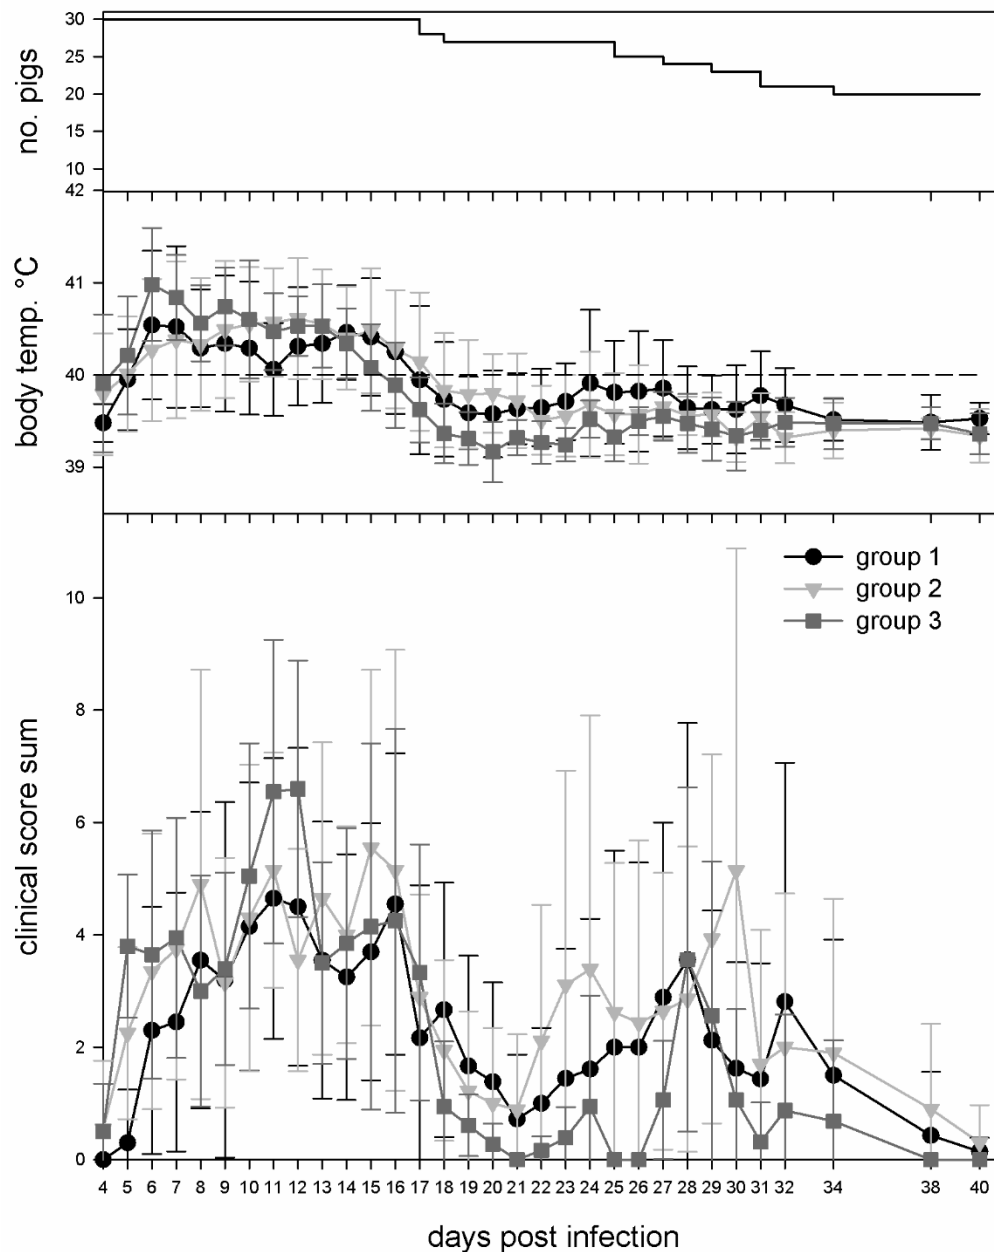 no. pigs
30
25
20
15
10
body temp. °C
42
41
40
39
clinical score sum
10
8
6
4
2
0
group 1
group 2
group 3
4 5 6 7 8 9 10 11 12 13 14 15 16 17 18 19 20 21 22 23 24 25 26 27 28 29 30 31 32 34 38 40
days post infection